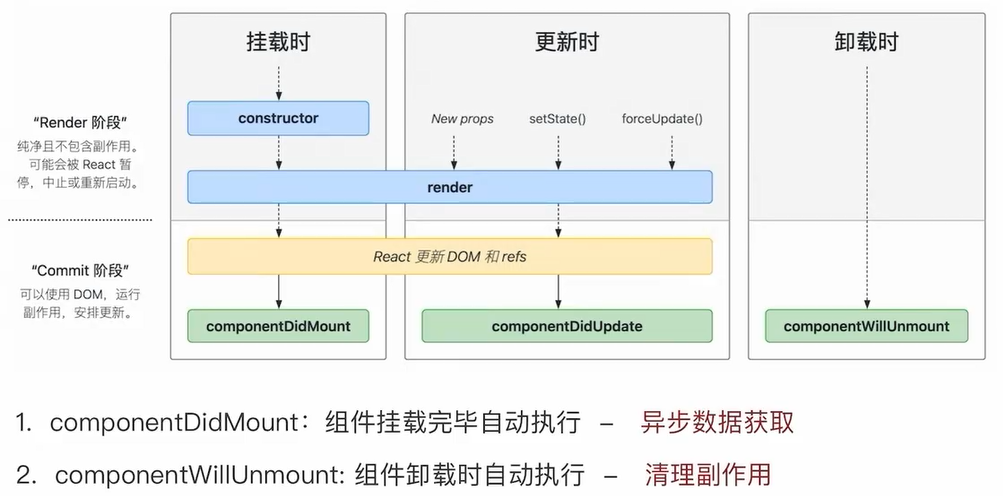 挂载时
更新时
卸载时
“Render 阶段”
纯净且不包含副作用。
可能会被 React 暂
停，中止或重新启动。
constructor
New props
setState()
forceUpdate()
render
“Commit 阶段”
可以使用 DOM，运行
副作用，安排更新。
React 更新 DOM 和 refs
componentDidMount
componentDidUpdate
componentWillUnmount
1. componentDidMount：组件挂载完毕自动执行 – 异步数据获取
2. componentWillUnmount: 组件卸载时自动执行 – 清理副作用